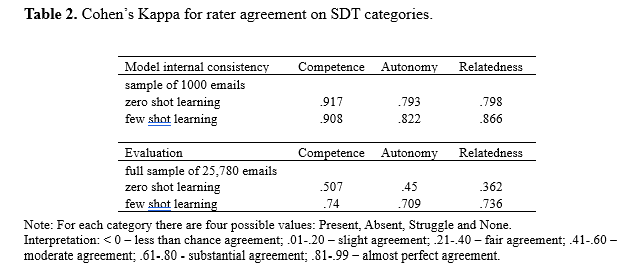 Table 2. Cohen's Kappa for rater agreement on SDT categories.
Model internal consistency Competence Autonomy Relatedness
sample of 1000 emails
zero shot learning .917 .793 .798
few shot learning .908 .822 .866
Evaluation Competence Autonomy Relatedness
full sample of 25,780 emails
zero shot learning .507 .45 .362
few shot learning .74 .709 .736
Note: For each category there are four possible values: Present, Absent, Struggle and None.
Interpretation: < 0 – less than chance agreement; .01-.20 – slight agreement; .21-.40 – fair agreement; .41-.60 –
moderate agreement; .61-.80 - substantial agreement; .81-.99 – almost perfect agreement.